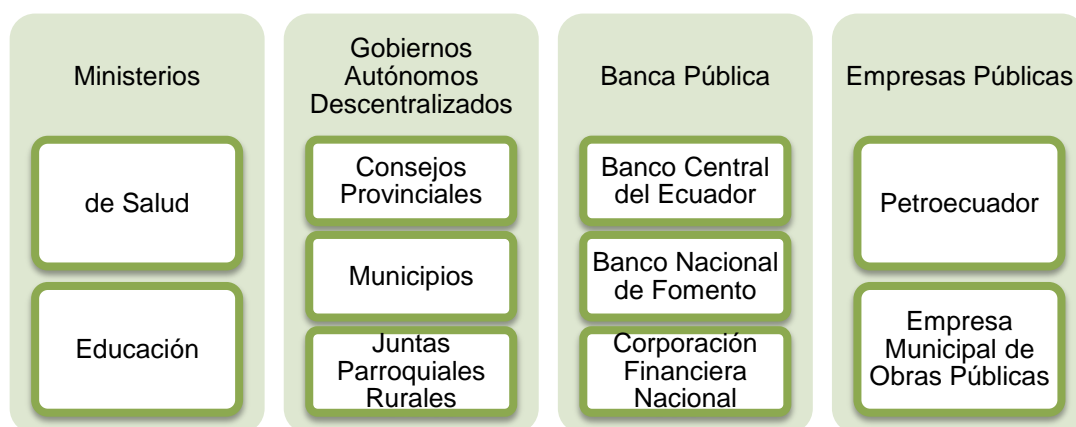 Ministerios
de Salud
Educación
Gobiernos
Autónomos
Descentralizados
Consejos
Provinciales
Municipios
Juntas
Parroquiales
Rurales
Banca Pública
Banco Central
del Ecuador
Banco Nacional
de Fomento
Corporación
Financiera
Nacional
Empresas Públicas
Petroecuador
Empresa
Municipal de
Obras Públicas